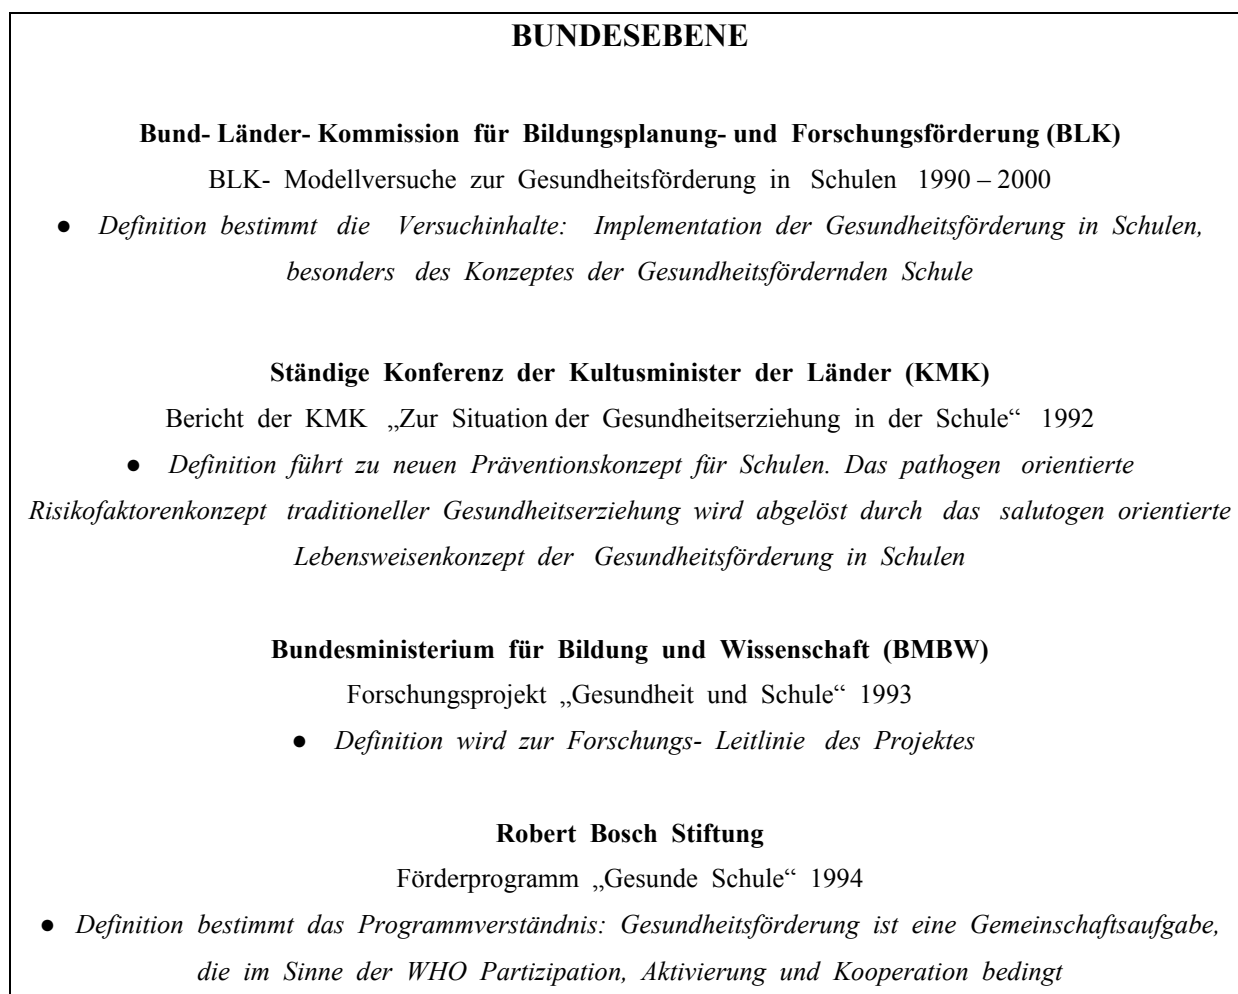 BUNDESEBENE
Bund- Länder- Kommission für Bildungsplanung- und Forschungsförderung (BLK)
BLK- Modellversuche zur Gesundheitsförderung in Schulen 1990 – 2000
● Definition bestimmt die Versuchinhalte: Implementation der Gesundheitsförderung in Schulen,
besonders des Konzeptes der Gesundheitsfördernden Schule
Ständige Konferenz der Kultusminister der Länder (KMK)
Bericht der KMK „Zur Situation der Gesundheitserziehung in der Schule“ 1992
● Definition führt zu neuen Präventionskonzept für Schulen. Das pathogen orientierte
Risikofaktorenkonzept traditioneller Gesundheitserziehung wird abgelöst durch das salutogen orientierte
Lebensweisenkonzept der Gesundheitsförderung in Schulen
Bundesministerium für Bildung und Wissenschaft (BMBW)
Forschungsprojekt „Gesundheit und Schule“ 1993
● Definition wird zur Forschungs- Leitlinie des Projektes
Robert Bosch Stiftung
Förderprogramm „Gesunde Schule“ 1994
● Definition bestimmt das Programmverständnis: Gesundheitsförderung ist eine Gemeinschaftsaufgabe,
die im Sinne der WHO Partizipation, Aktivierung und Kooperation bedingt